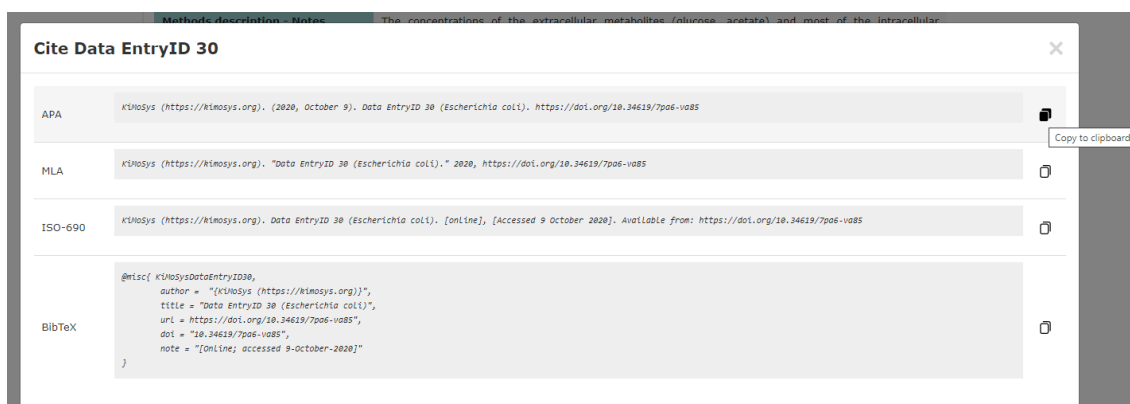 Methods description - Notes The concentrations of the extracellular metabolites (glucose, acetate) and most of the intracellular
Cite Data EntryID 30
×
APA
KiMoSys (https://kimosys.org). (2020, October 9). Data EntryID 30 (Escherichia coli). https://doi.org/10.34619/7pa6-va85
Copy to clipboard
MLA
KiMoSys (https://kimosys.org). "Data EntryID 30 (Escherichia coli)." 2020, https://doi.org/10.34619/7pa6-va85
ISO-690
KiMoSys (https://kimosys.org). Data EntryID 30 (Escherichia coli). [online], [Accessed 9 October 2020]. Available from: https://doi.org/10.34619/7pa6-va85
BibTeX
@misc{ KiMoSysDataEntryID30,
author = "{KiMoSys (https://kimosys.org)}",
title = "Data EntryID 30 (Escherichia coli)",
url = https://doi.org/10.34619/7pa6-va85",
doi = "10.34619/7pa6-va85",
note = "[Online; accessed 9-October-2020]"
}